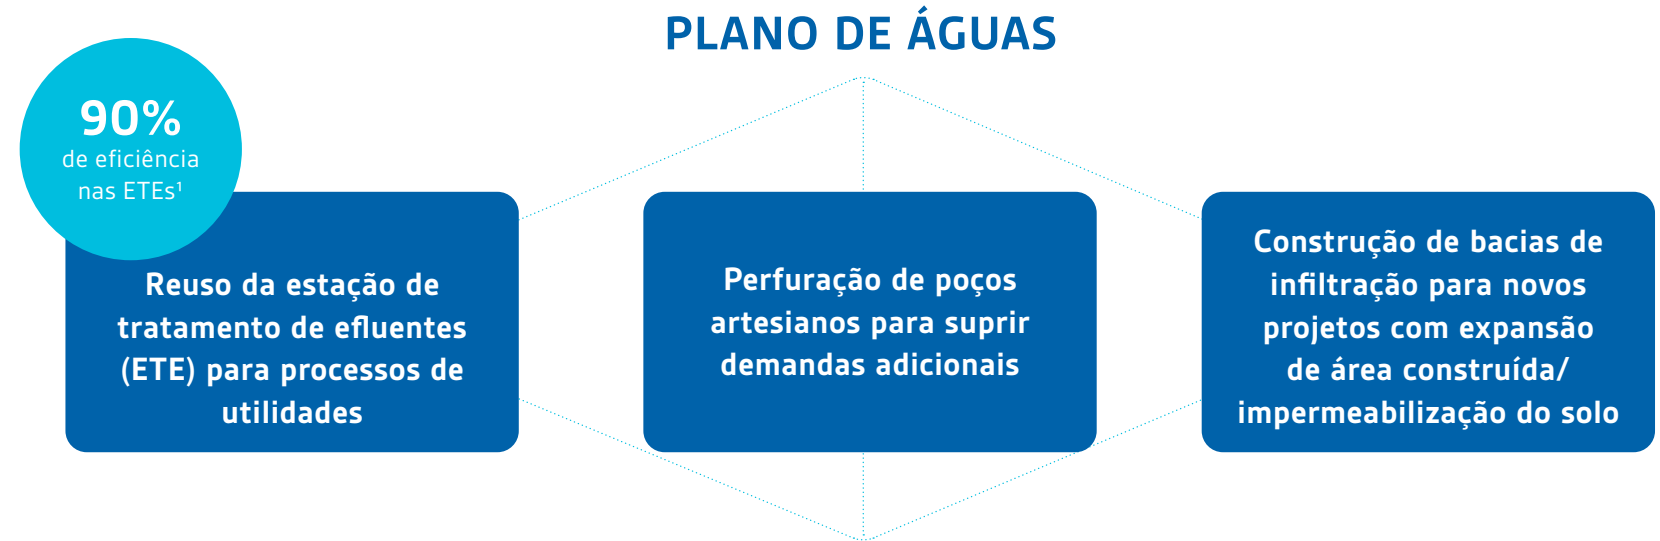 PLANO DE ÁGUAS
90%
de eficiência
nas ETEs¹
Reuso da estação de
tratamento de efluentes
(ETE) para processos de
utilidades
Perfuração de poços
artesianos para suprir
demandas adicionais
Construção de bacias de
infiltração para novos
projetos com expansão
de área construída/
impermeabilização do solo